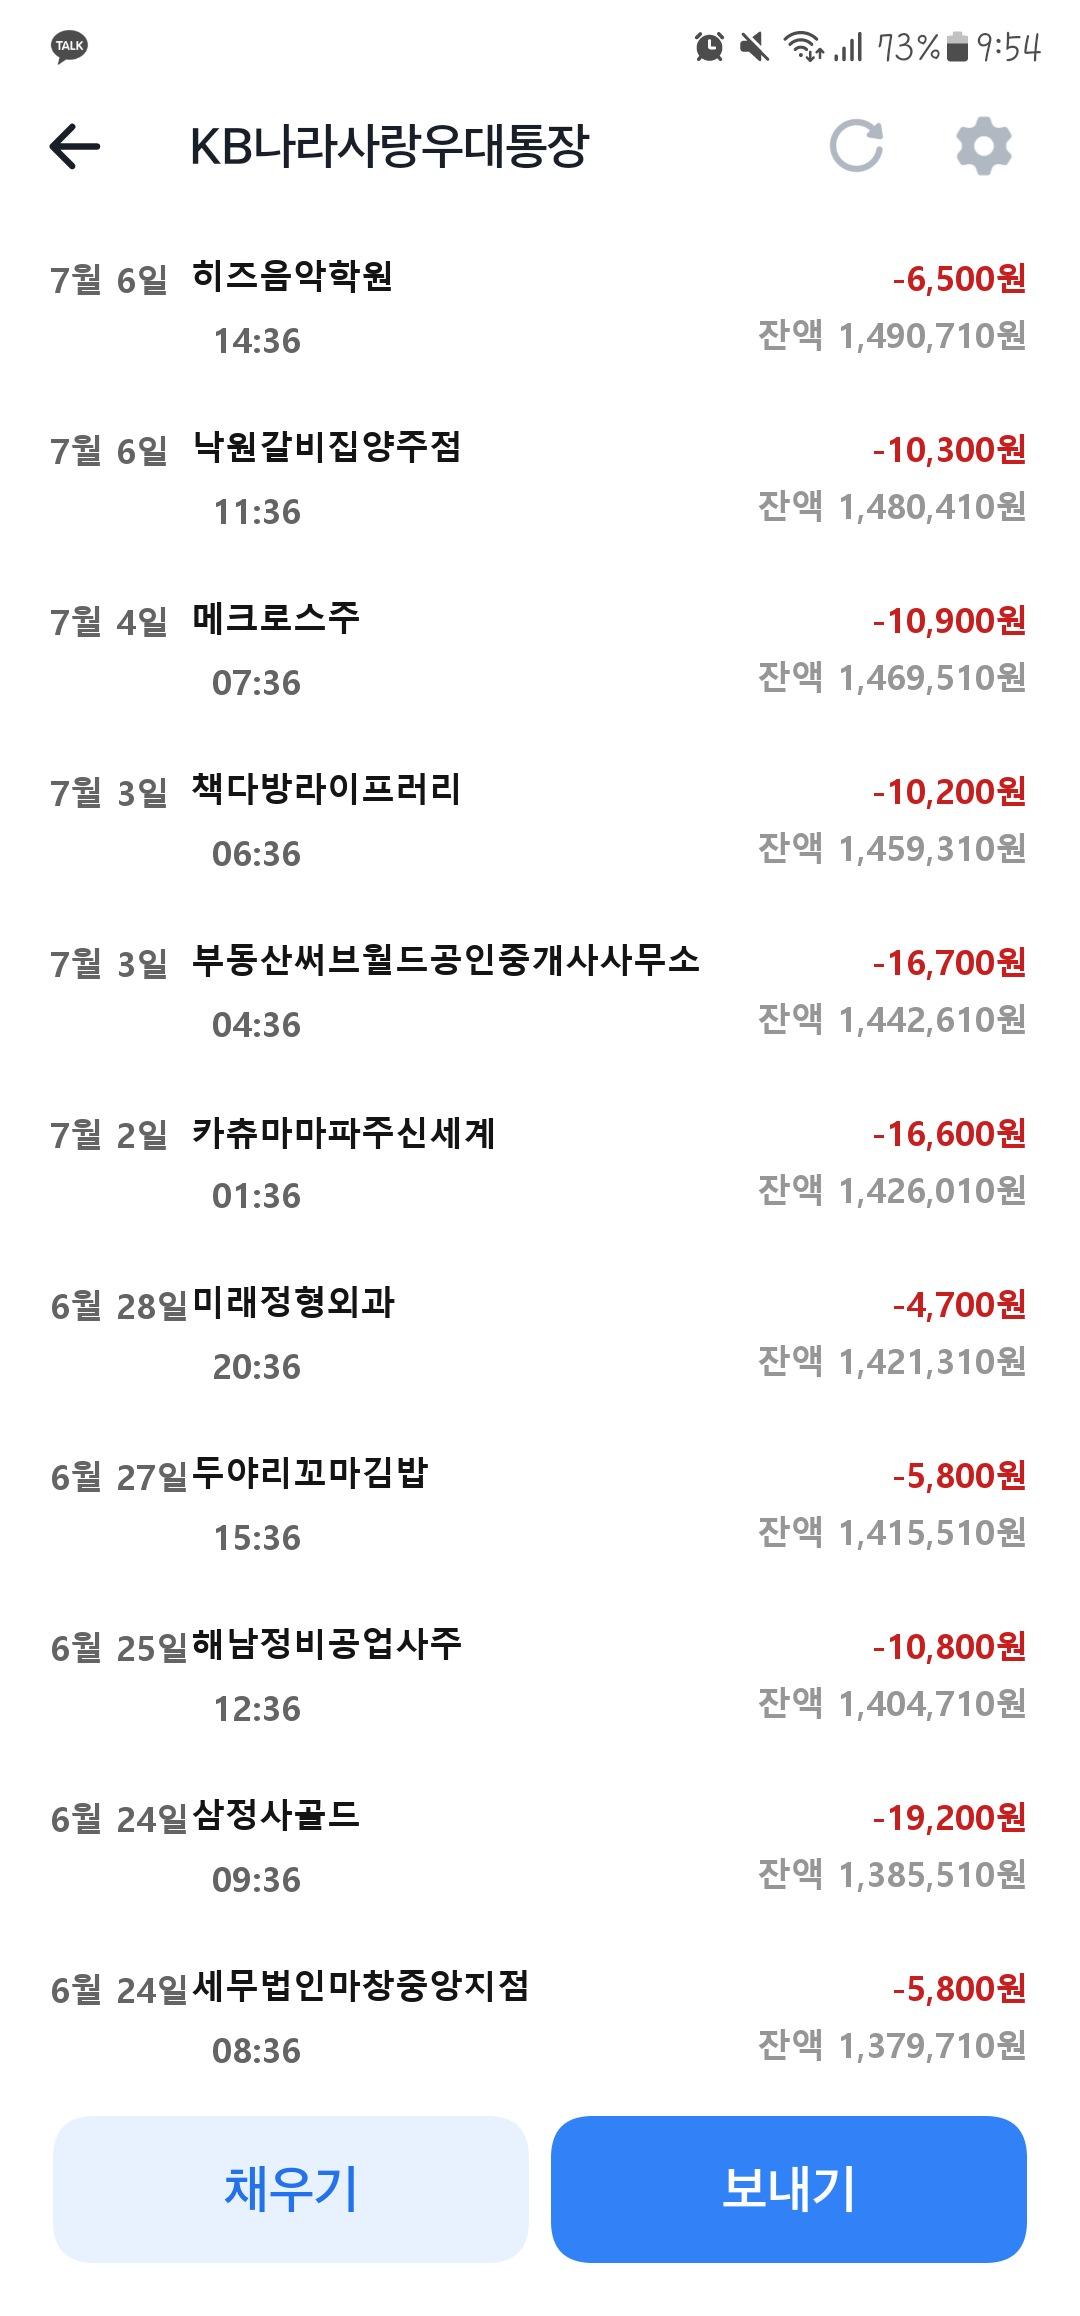 TALK 73% 9:54
KB나라사랑우대통장
7월 6일 히즈음악학원 -6,500원
14:36 잔액 1,490,710원
7월 6일 낙원갈비집양주점 -10,300원
11:36 잔액 1,480,410원
7월 4일 메크로스주 -10,900원
07:36 잔액 1,469,510원
7월 3일 책다방라이프러리 -10,200원
06:36 잔액 1,459,310원
7월 3일 부동산써브월드공인중개사사무소 -16,700원
04:36 잔액 1,442,610원
7월 2일 카츄마마파주신세계 -16,600원
01:36 잔액 1,426,010원
6월 28일 미래정형외과 -4,700원
20:36 잔액 1,421,310원
6월 27일 두야리꼬마김밥 -5,800원
15:36 잔액 1,415,510원
6월 25일 해남정비공업사주 -10,800원
12:36 잔액 1,404,710원
6월 24일 삼정사골드 -19,200원
09:36 잔액 1,385,510원
6월 24일 세무법인마창중앙지점 -5,800원
08:36 잔액 1,379,710원
채우기 보내기